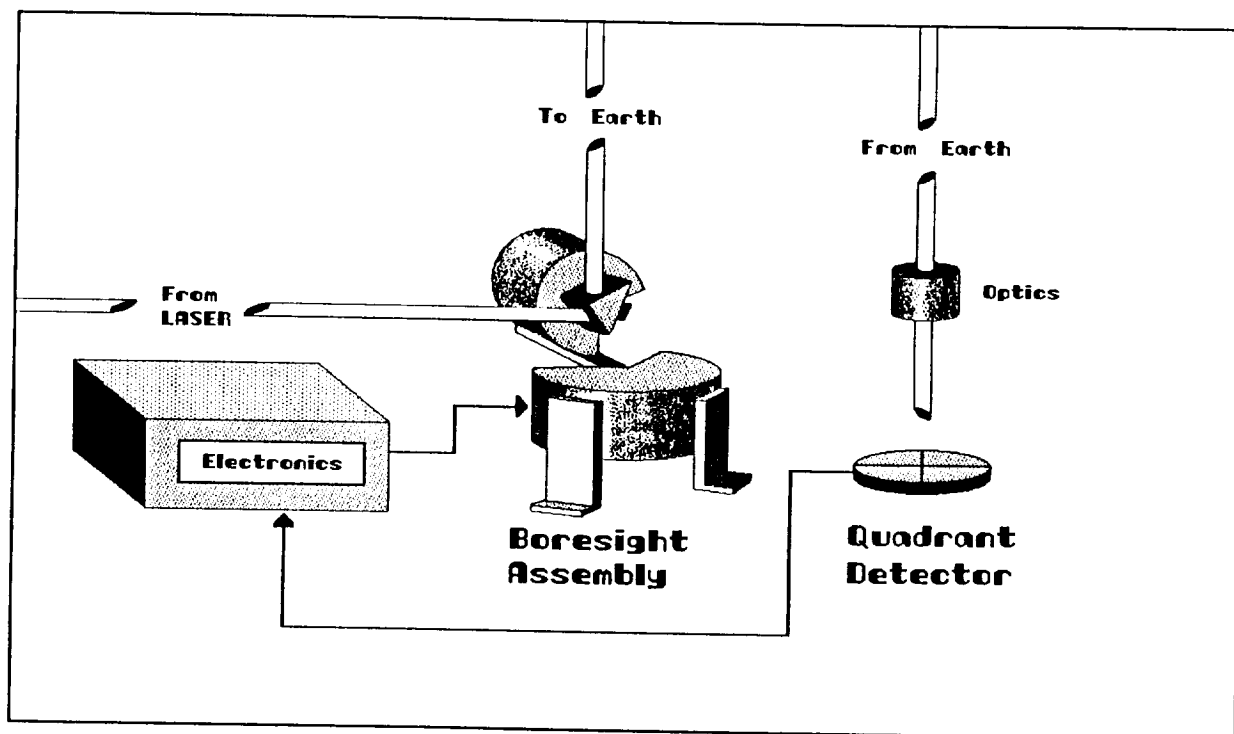 To Earth
From Earth
From
LASER
Optics
Electronics
Boresight
Assembly
Quadrant
Detector